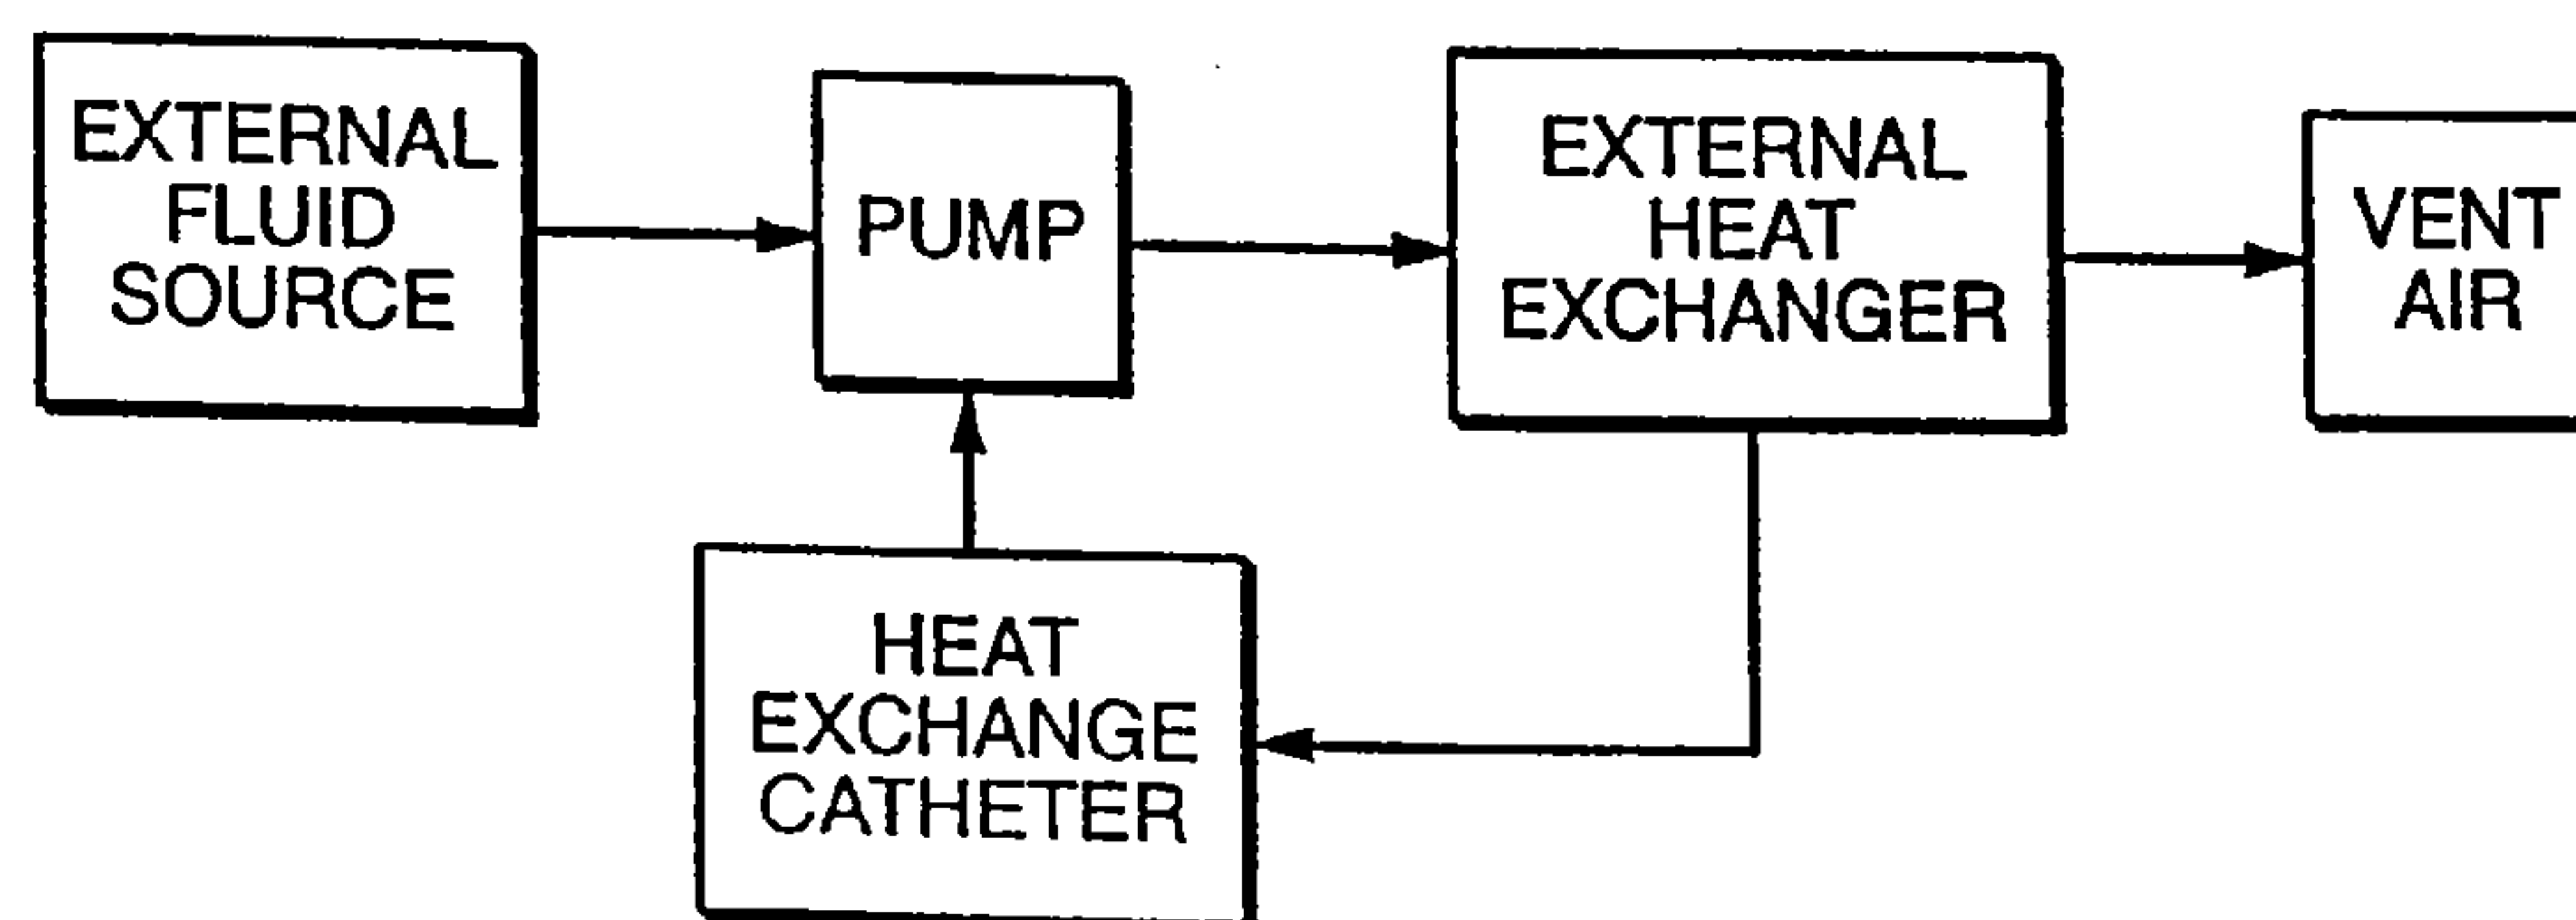 EXTERNAL
FLUID
SOURCE
PUMP
EXTERNAL
HEAT
EXCHANGER
VENT
AIR
HEAT
EXCHANGE
CATHETER